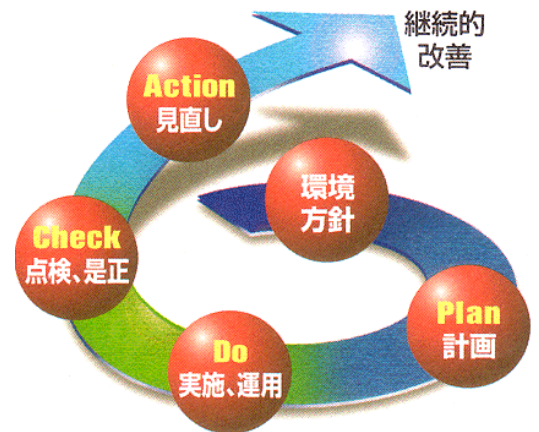 継続的
改善
Action
見直し
環境
方針
Check
点検、是正
Plan
計画
Do
実施、運用